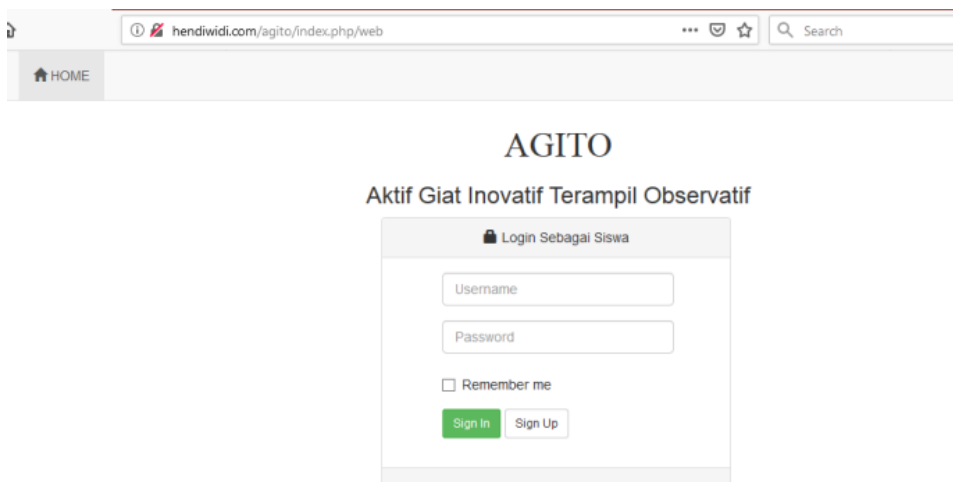 hendiwidi.com/agito/index.php/web
Search
HOME
AGITO
Aktif Giat Inovatif Terampil Observatif
Login Sebagai Siswa
Username
Password
Remember me
Sign In Sign Up